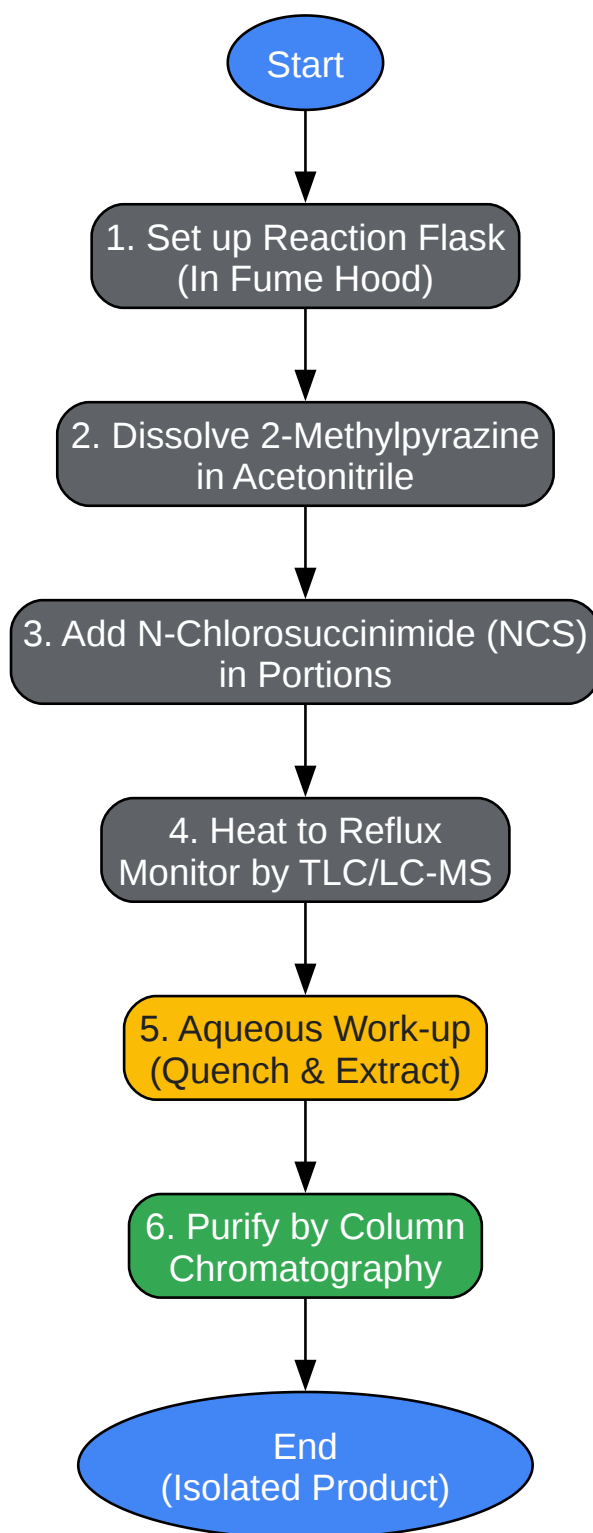 Start
1. Set up Reaction Flask
(In Fume Hood)
2. Dissolve 2-Methylpyrazine
in Acetonitrile
3. Add N-Chlorosuccinimide (NCS)
in Portions
4. Heat to Reflux
Monitor by TLC/LC-MS
5. Aqueous Work-up
(Quench & Extract)
6. Purify by Column
Chromatography
End
(Isolated Product)